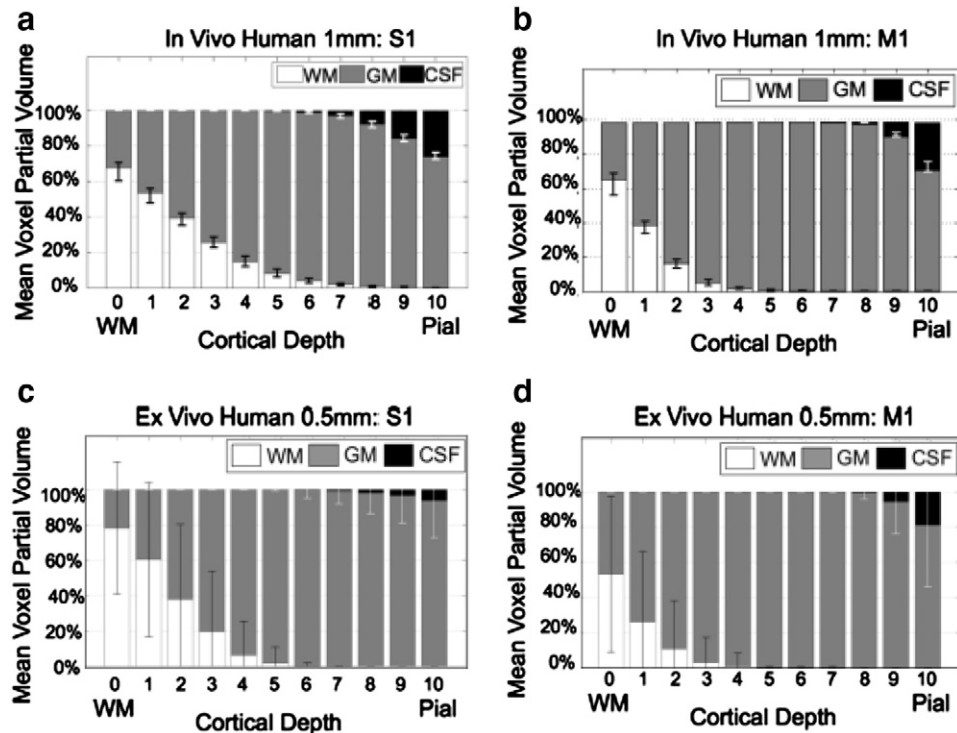 a
In Vivo Human 1mm: S1
WM GM CSF
Mean Voxel Partial Volume
100%
80%
60%
40%
20%
0%
0 1 2 3 4 5 6 7 8 9 10
WM Pial
Cortical Depth
b
In Vivo Human 1mm: M1
WM GM CSF
Mean Voxel Partial Volume
100%
80%
60%
40%
20%
0%
0 1 2 3 4 5 6 7 8 9 10
WM Pial
Cortical Depth
c
Ex Vivo Human 0.5mm: S1
WM GM CSF
Mean Voxel Partial Volume
100%
80%
60%
40%
20%
0%
0 1 2 3 4 5 6 7 8 9 10
WM Pial
Cortical Depth
d
Ex Vivo Human 0.5mm: M1
WM GM CSF
Mean Voxel Partial Volume
100%
80%
60%
40%
20%
0%
0 1 2 3 4 5 6 7 8 9 10
WM Pial
Cortical Depth